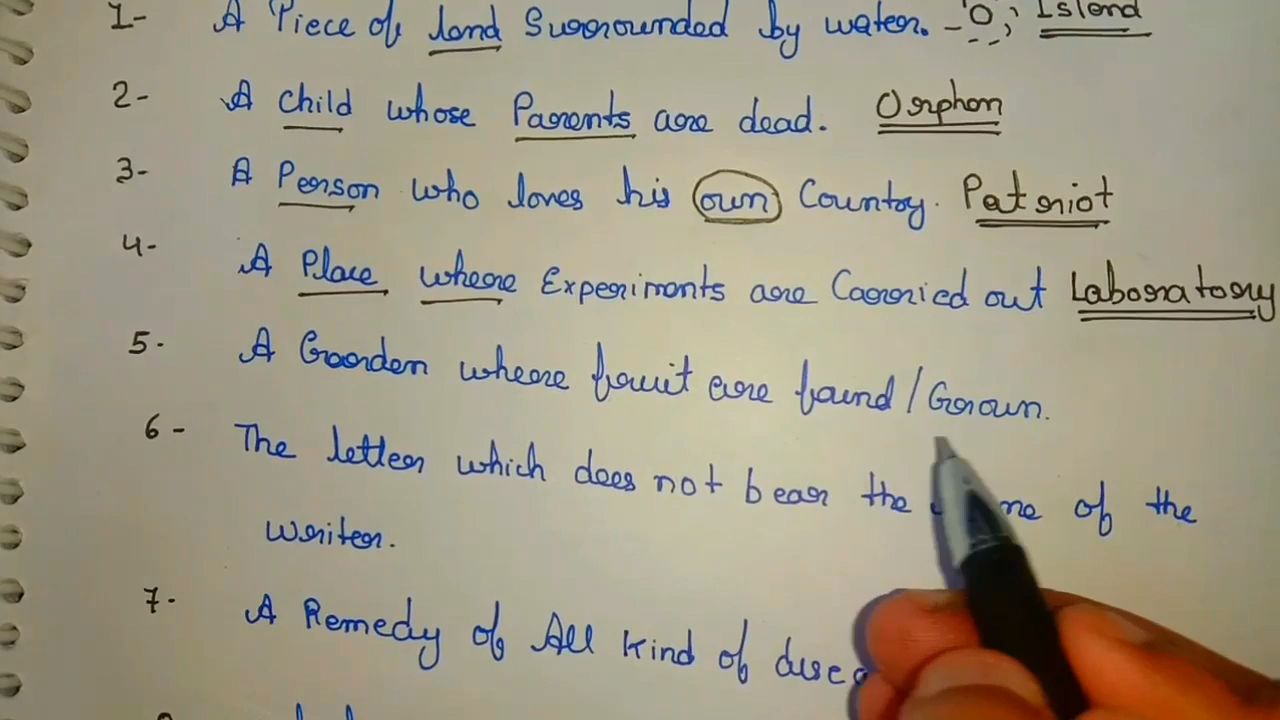 1- A Piece of land Surrounded by water. - O; Island
2- A child whose Parents are dead. Orphan
3- A Person who loves his own Country. Patriot
4- A Place where Experiments are Carried out Laboratory
5- A Garden where fruit are found/Grown.
6- The letter which does not bear the of the
writer.
7- A Remedy of All kind of